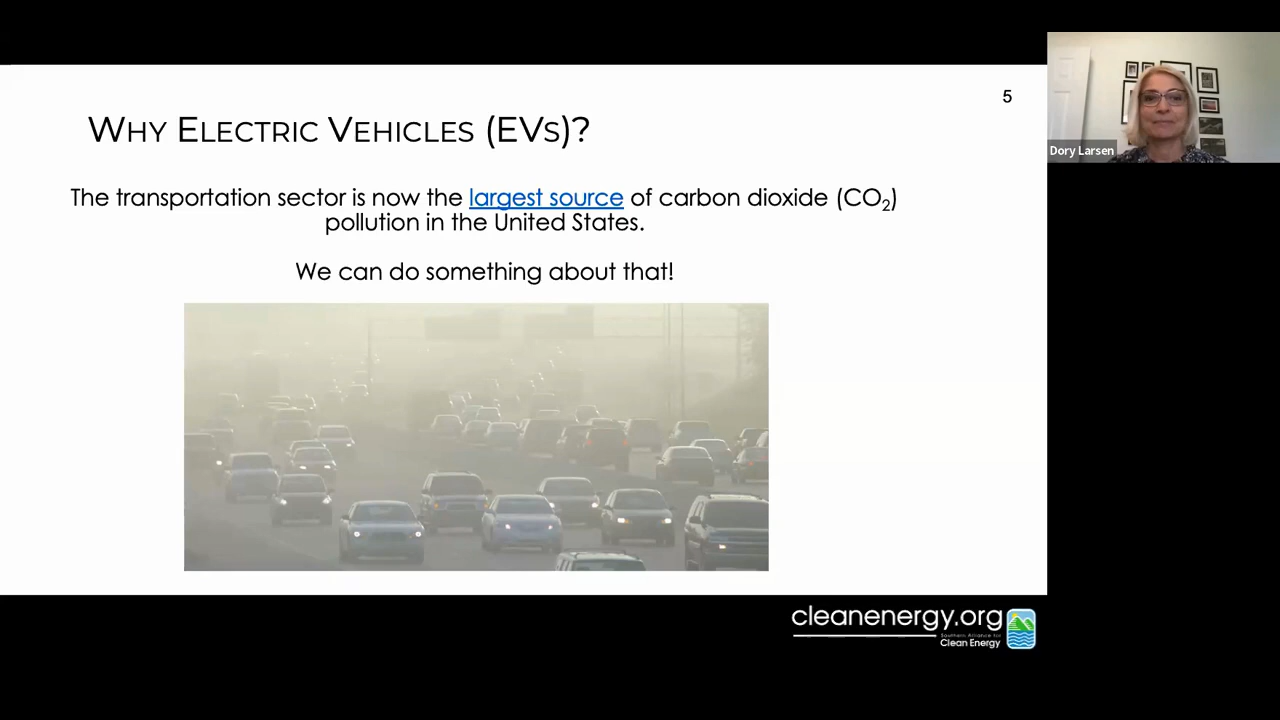 5
WHY ELECTRIC VEHICLES (EVS)?
The transportation sector is now the largest source of carbon dioxide (CO₂)
pollution in the United States.
We can do something about that!
Dory Larsen
cleanenergy.org
Southern Alliance for
Clean Energy